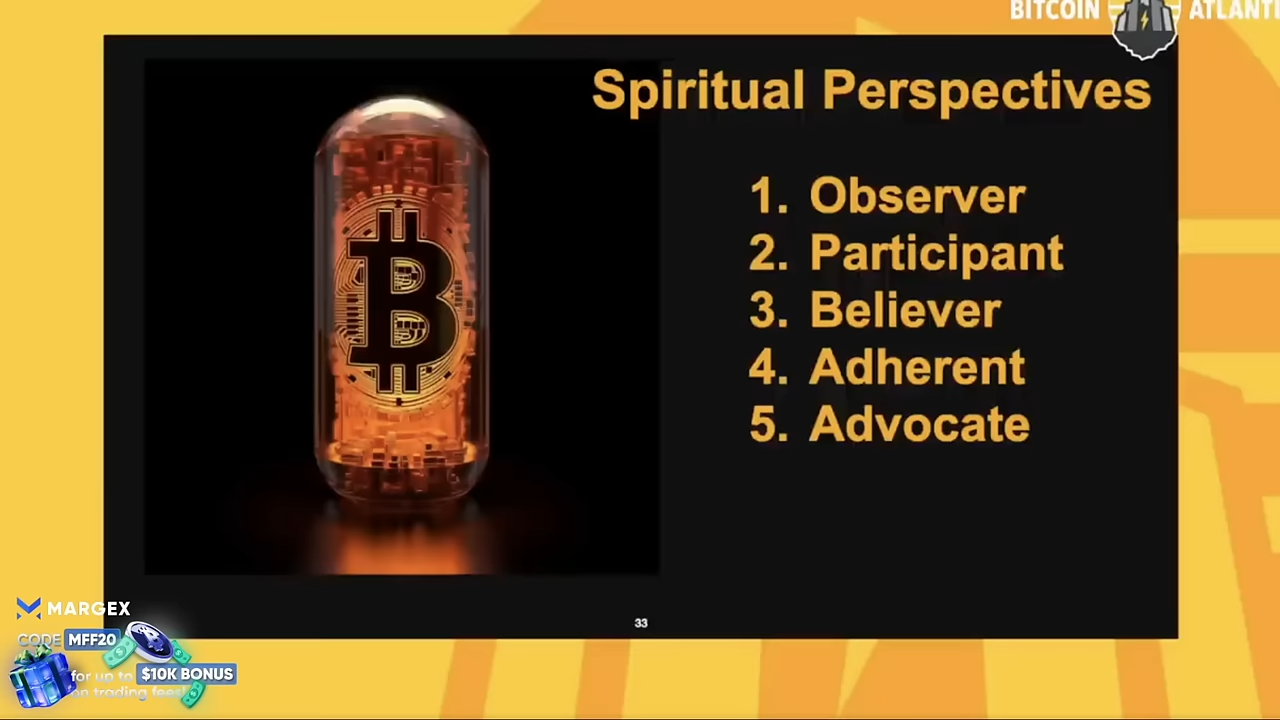 BITCOIN ATLANTI
Spiritual Perspectives
1. Observer
2. Participant
3. Believer
4. Adherent
5. Advocate
33
MARGEX
CODE MFF20
for up to $10K BONUS
on trading fees!